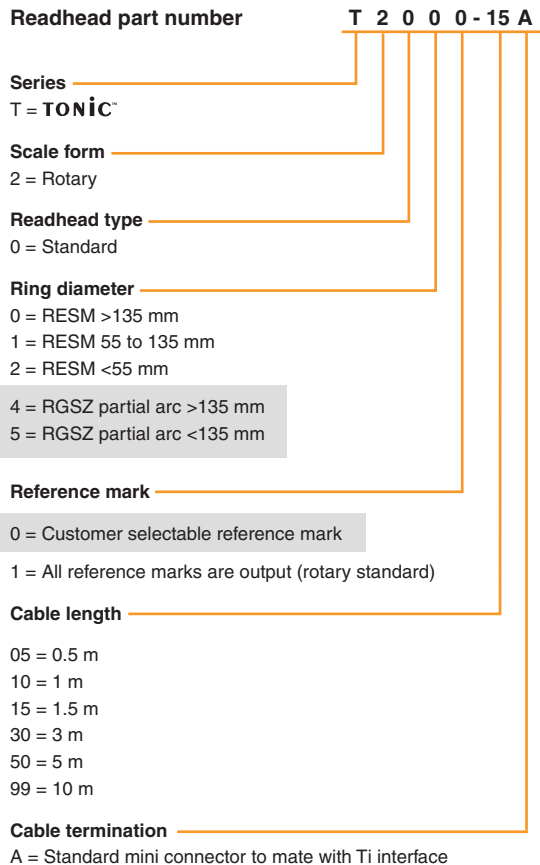 Readhead part number T 2 0 0 0 - 15 A
Series
T = TONiC™
Scale form
2 = Rotary
Readhead type
0 = Standard
Ring diameter
0 = RESM >135 mm
1 = RESM 55 to 135 mm
2 = RESM <55 mm
4 = RGSZ partial arc >135 mm
5 = RGSZ partial arc <135 mm
Reference mark
0 = Customer selectable reference mark
1 = All reference marks are output (rotary standard)
Cable length
05 = 0.5 m
10 = 1 m
15 = 1.5 m
30 = 3 m
50 = 5 m
99 = 10 m
Cable termination
A = Standard mini connector to mate with Ti interface